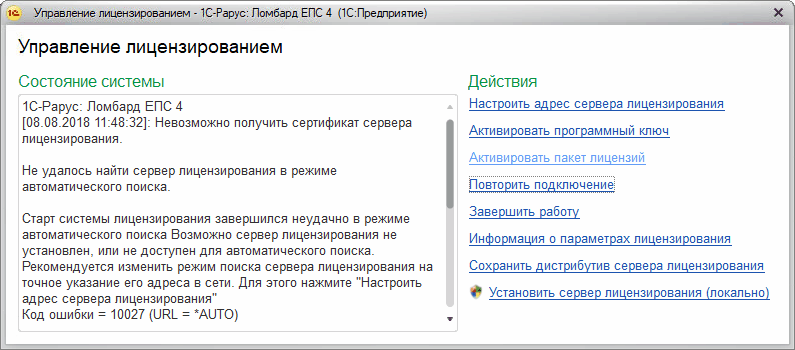 Управление лицензированием - 1С-Рарус: Ломбард ЕПС 4 (1С:Предприятие)
Управление лицензированием
Состояние системы
1С-Рарус: Ломбард ЕПС 4
[08.08.2018 11:48:32]: Невозможно получить сертификат сервера
лицензирования.
Не удалось найти сервер лицензирования в режиме
автоматического поиска.
Старт системы лицензирования завершился неудачно в режиме
автоматического поиска Возможно сервер лицензирования не
установлен, или не доступен для автоматического поиска.
Рекомендуется изменить режим поиска сервера лицензирования на
точное указание его адреса в сети. Для этого нажмите "Настроить
адрес сервера лицензирования"
Код ошибки = 10027 (URL = *AUTO)
Действия
Настроить адрес сервера лицензирования
Активировать программный ключ
Активировать пакет лицензий
Повторить подключение
Завершить работу
Информация о параметрах лицензирования
Сохранить дистрибутив сервера лицензирования
Установить сервер лицензирования (локально)